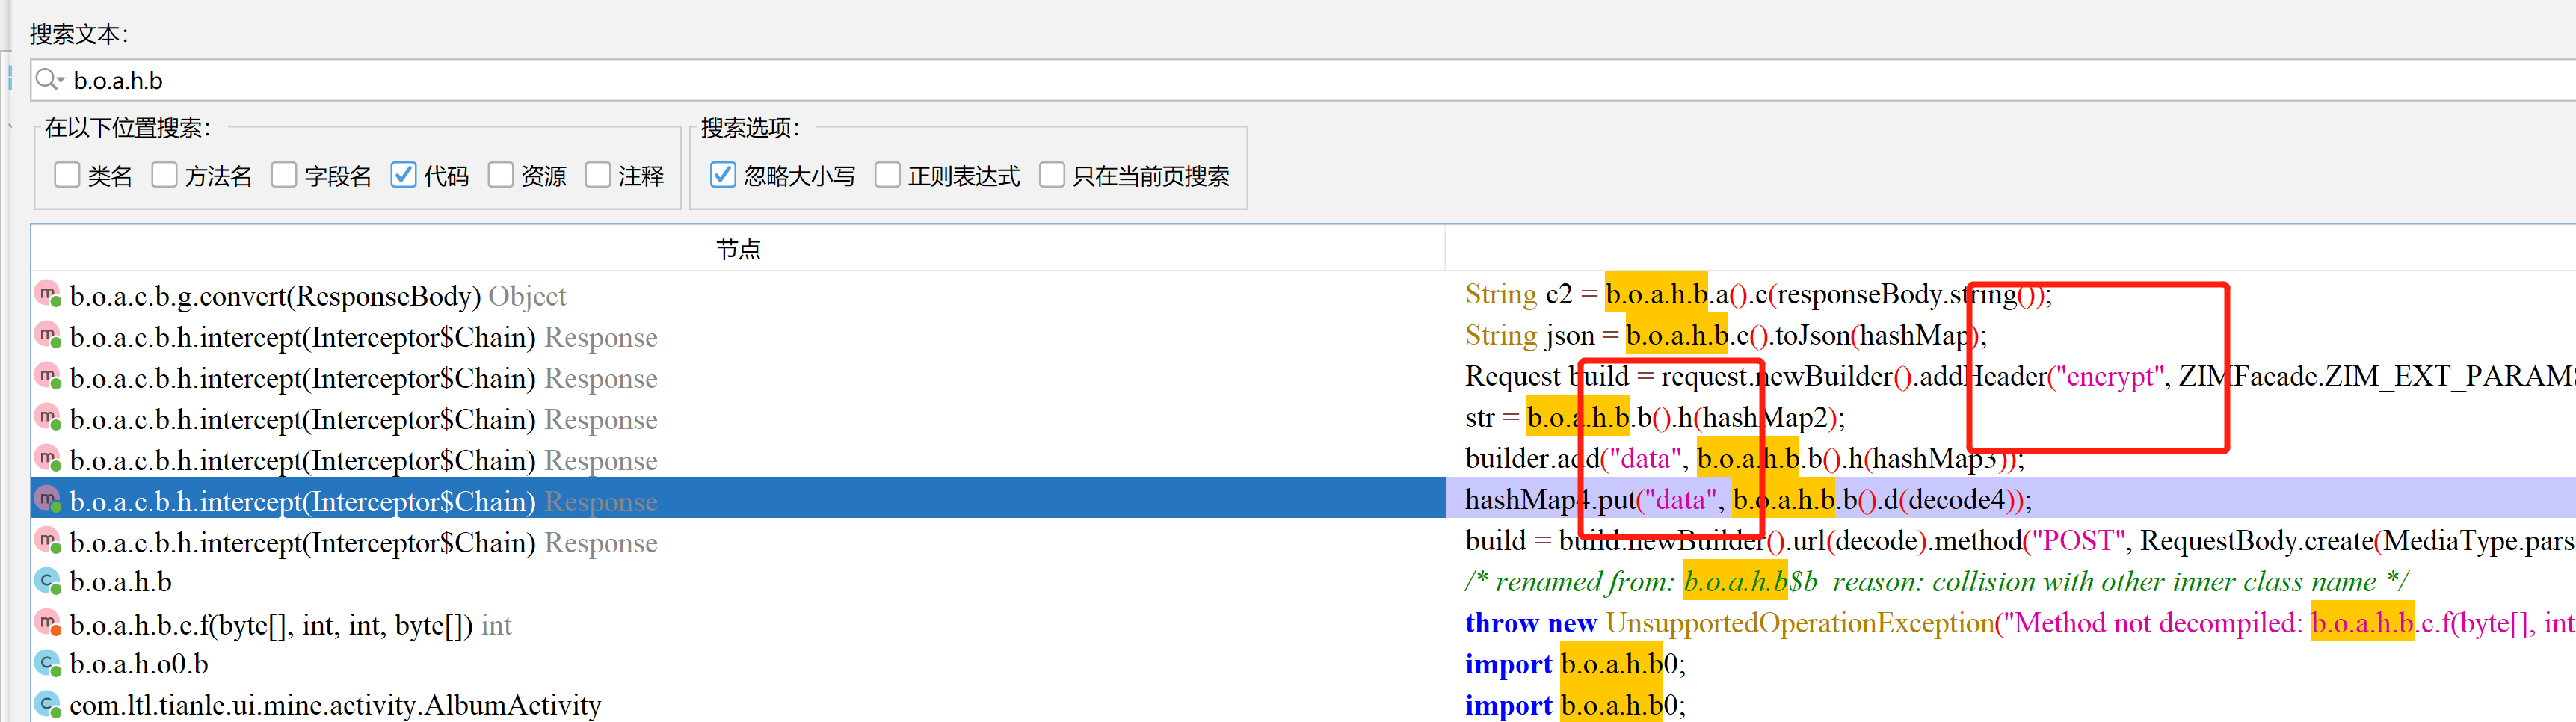 搜索文本：
b.o.a.h.b
在以下位置搜索： 搜索选项：
类名 方法名 字段名 代码 资源 注释 忽略大小写 正则表达式 只在当前页搜索
节点
b.o.a.c.b.g.convert(ResponseBody) Object String c2 = b.o.a.h.b.a().c(responseBody.string());
b.o.a.c.b.h.intercept(Interceptor$Chain) Response String json = b.o.a.h.b.c().toJson(hashMap);
b.o.a.c.b.h.intercept(Interceptor$Chain) Response Request build = request.newBuilder().addHeader("encrypt", ZIMFacade.ZIM_EXT_PARAMS
b.o.a.c.b.h.intercept(Interceptor$Chain) Response str = b.o.a.h.b.b().h(hashMap2);
b.o.a.c.b.h.intercept(Interceptor$Chain) Response builder.add("data", b.o.a.h.b.b().h(hashMap3));
b.o.a.c.b.h.intercept(Interceptor$Chain) Response hashMap4.put("data", b.o.a.h.b.b().d(decode4));
b.o.a.c.b.h.intercept(Interceptor$Chain) Response build = build.newBuilder().url(decode).method("POST", RequestBody.create(MediaType.pars
b.o.a.h.b /* renamed from: b.o.a.h.b$b  reason: collision with other inner class name */
b.o.a.h.b.c.f(byte[], int, int, byte[]) int throw new UnsupportedOperationException("Method not decompiled: b.o.a.h.b.c.f(byte[], int
b.o.a.h.o0.b import b.o.a.h.b0;
com.ltl.tianle.ui.mine.activity.AlbumActivity import b.o.a.h.b0;